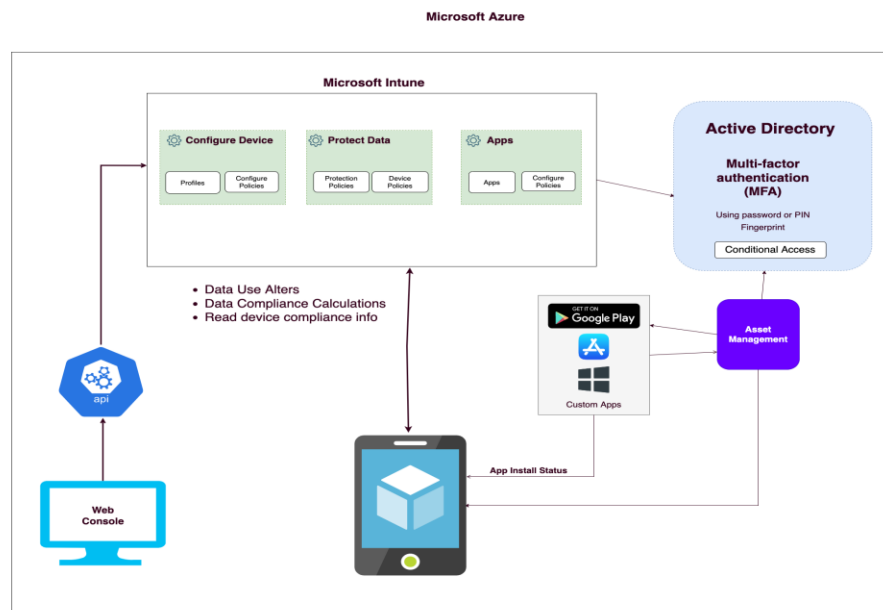 Microsoft Azure
Microsoft Intune
Configure Device
Profiles
Configure
Policies
Protect Data
Protection
Policies
Device
Policies
Apps
Apps
Configure
Policies
Active Directory
Multi-factor
authentication
(MFA)
Using password or PIN
Fingerprint
Conditional Access
• Data Use Alters
• Data Compliance Calculations
• Read device compliance info
GET IT ON
Google Play
Custom Apps
Asset
Management
api
App Install Status
Web
Console